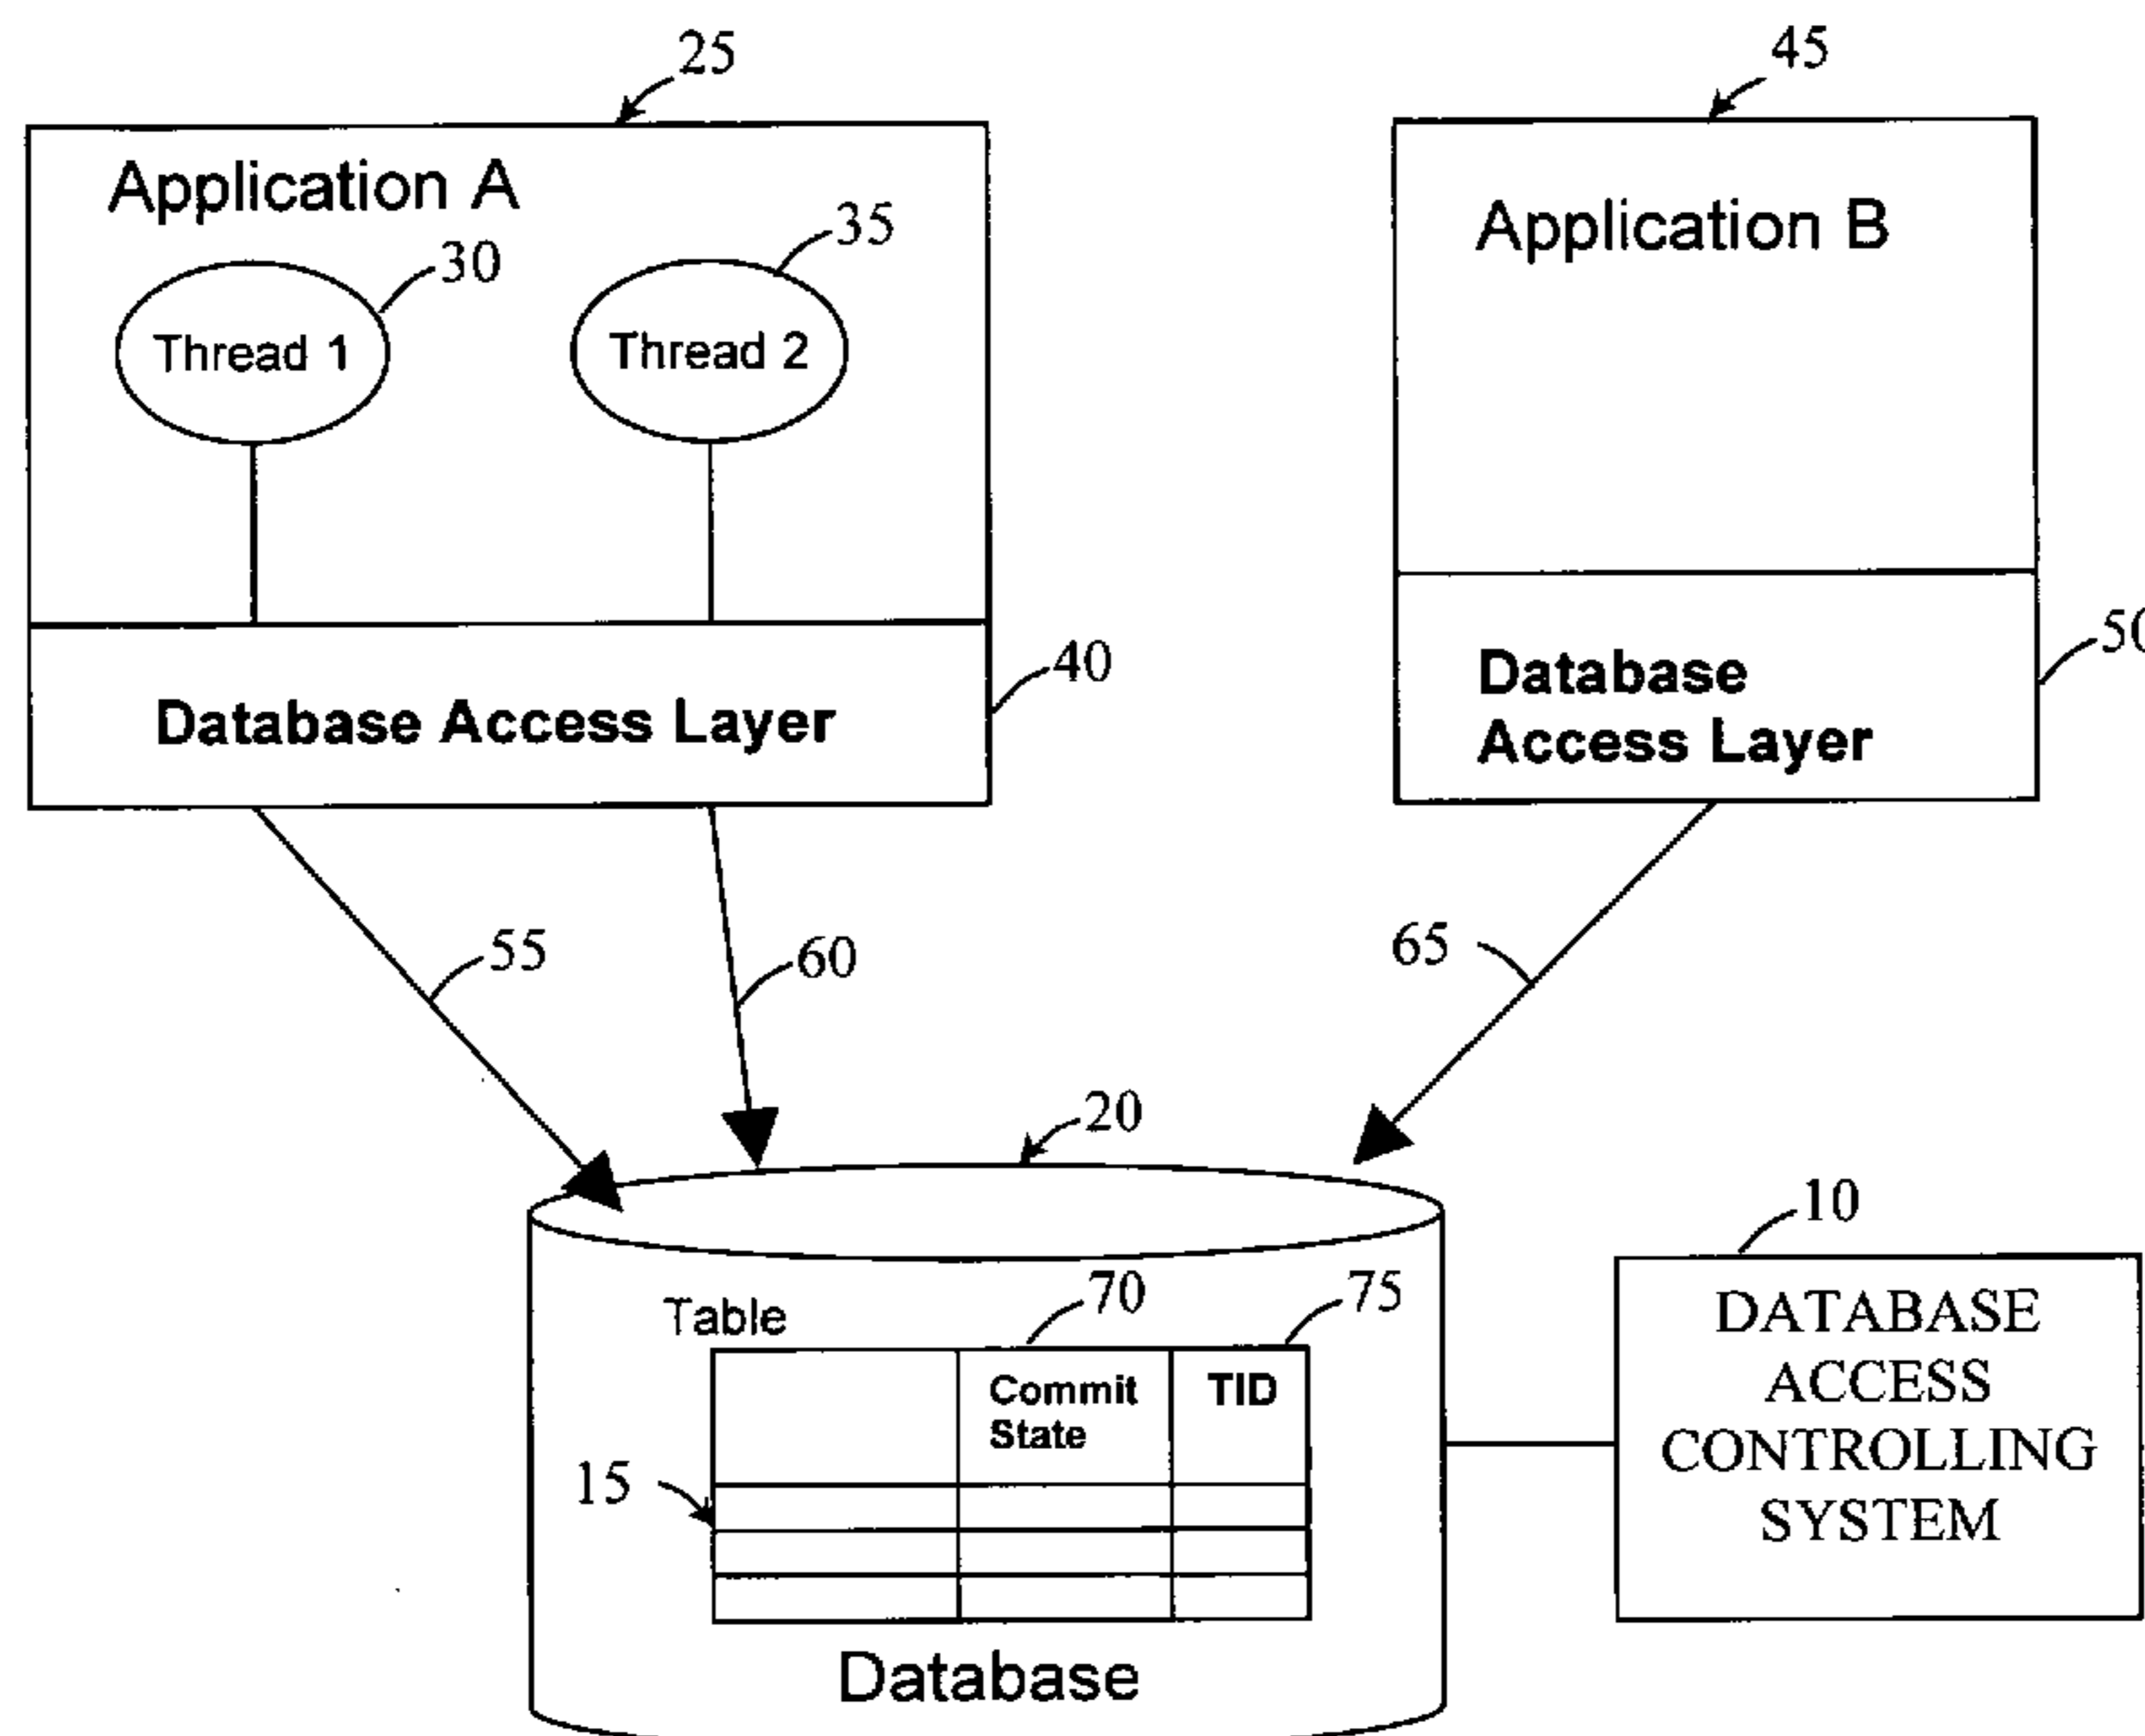 25
45
Application A
Application B
35
30
Thread 1
Thread 2
40
50
Database Access Layer
Database
Access Layer
55
60
65
20
10
Table
70
75
Commit
State
TID
15
DATABASE
ACCESS
CONTROLLING
SYSTEM
Database